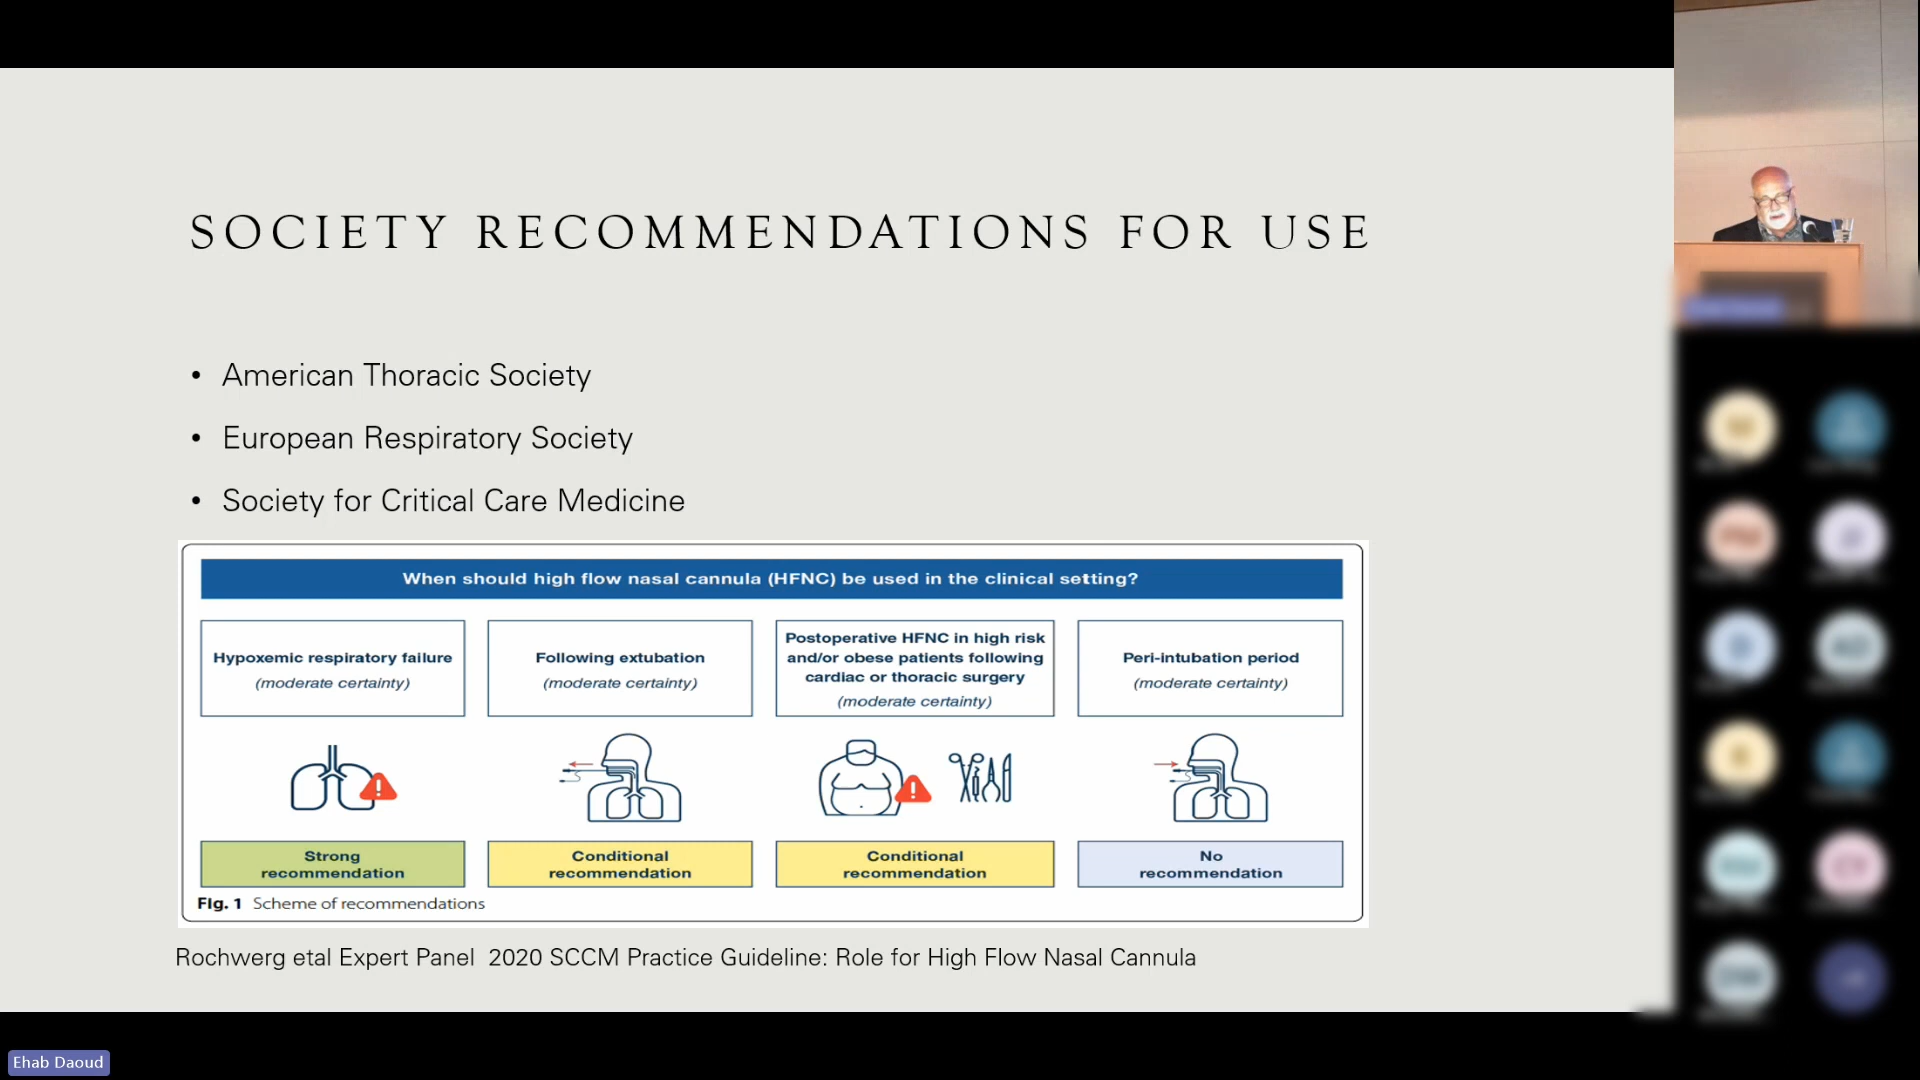 SOCIETY RECOMMENDATIONS FOR USE
• American Thoracic Society
• European Respiratory Society
• Society for Critical Care Medicine
When should high flow nasal cannula (HFNC) be used in the clinical setting?
Hypoxemic respiratory failure
(moderate certainty)
Following extubation
(moderate certainty)
Postoperative HFNC in high risk
and/or obese patients following
cardiac or thoracic surgery
(moderate certainty)
Peri-intubation period
(moderate certainty)
Strong
recommendation
Conditional
recommendation
Conditional
recommendation
No
recommendation
Fig. 1 Scheme of recommendations
Rochwerg etal Expert Panel 2020 SCCM Practice Guideline: Role for High Flow Nasal Cannula
Ehab Daoud